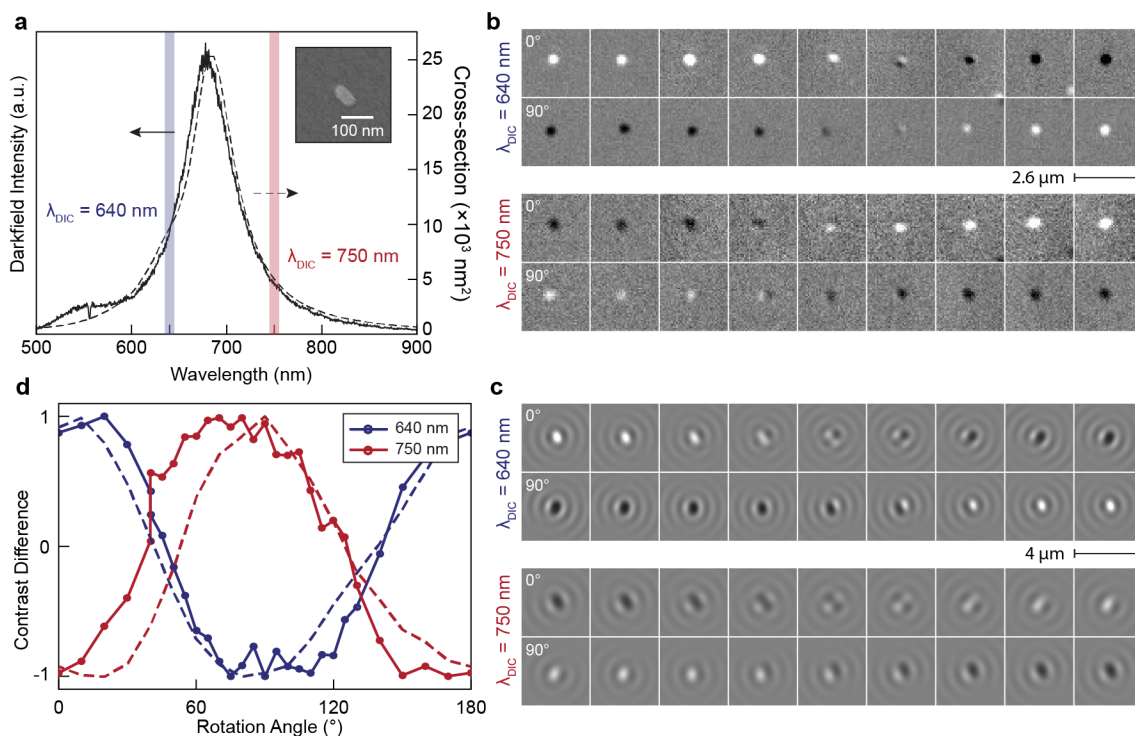 a
Darkfield Intensity (a.u.)
Cross-section (×10³ nm²)
25
20
15
10
5
0
100 nm
λDIC = 640 nm
λDIC = 750 nm
500
600
700
800
900
Wavelength (nm)
b
λDIC = 640 nm
0°
90°
2.6 µm
λDIC = 750 nm
0°
90°
d
Contrast Difference
1
0
-1
640 nm
750 nm
0
60
120
180
Rotation Angle (°)
c
λDIC = 640 nm
0°
90°
4 µm
λDIC = 750 nm
0°
90°